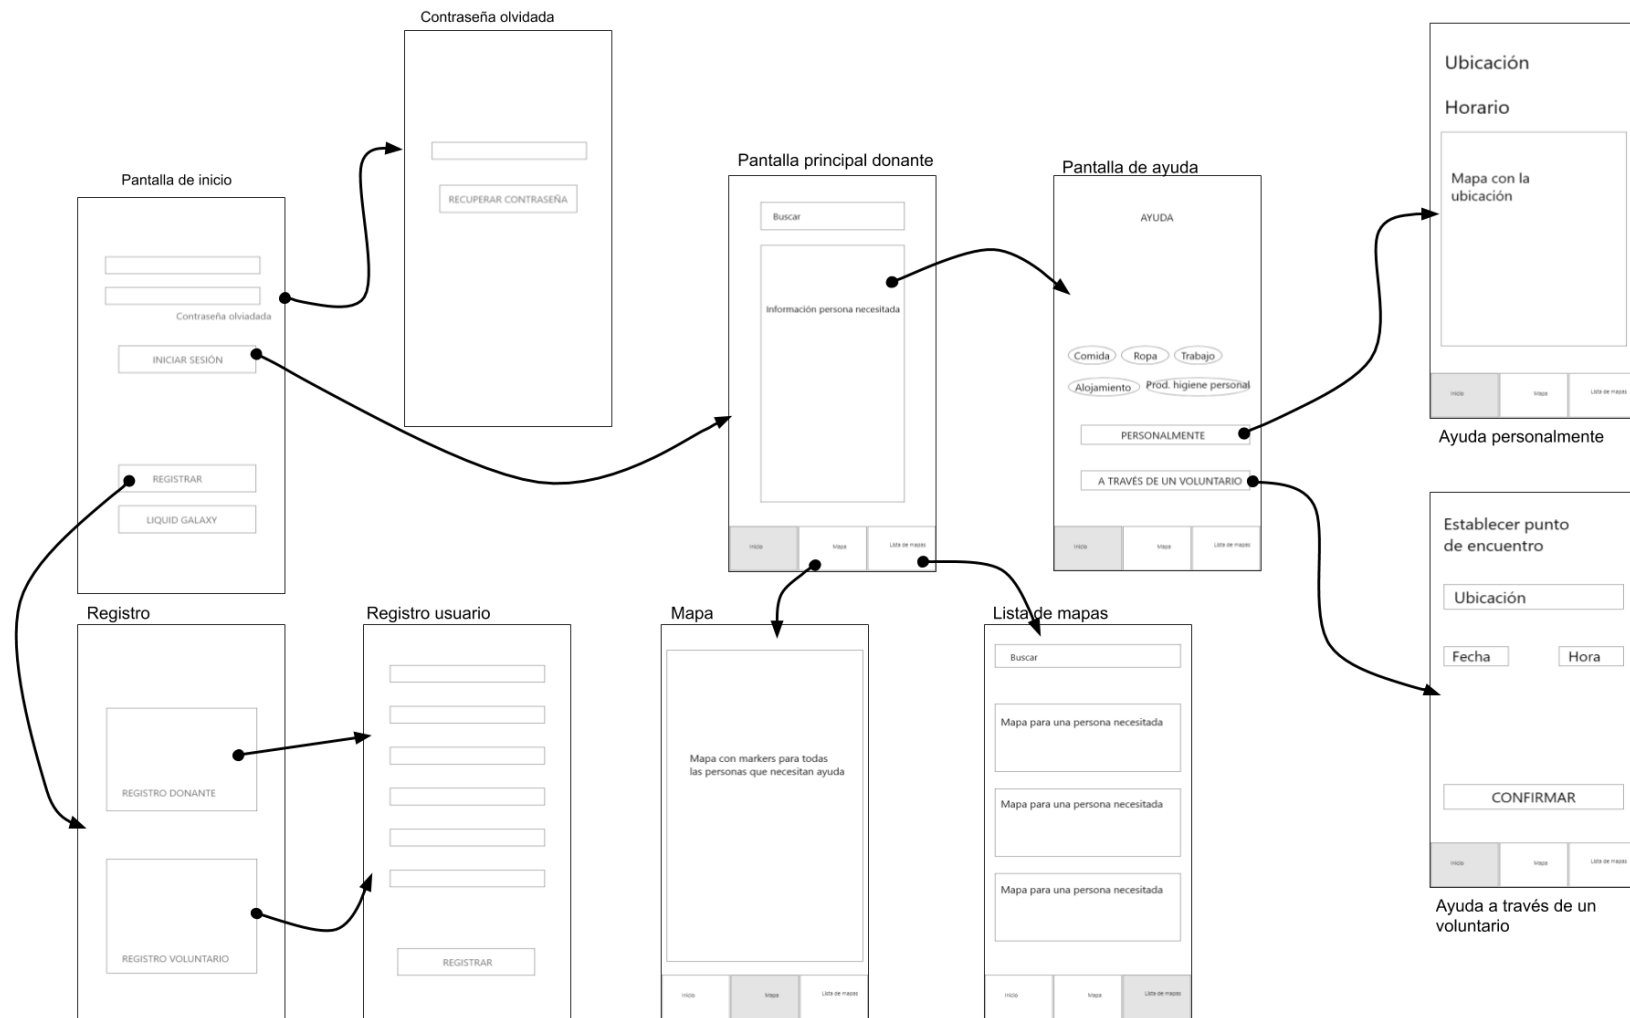 Contraseña olvidada
RECUPERAR CONTRASEÑA
Pantalla de inicio
Contraseña olviadada
INICIAR SESIÓN
REGISTRAR
LIQUID GALAXY
Pantalla principal donante
Buscar
Información persona necesitada
Inicio
Mapa
Lista de mapas
Pantalla de ayuda
AYUDA
Comida
Ropa
Trabajo
Alojamiento
Prod. higiene personal
PERSONALMENTE
A TRAVÉS DE UN VOLUNTARIO
Inicio
Mapa
Lista de mapas
Ubicación
Horario
Mapa con la
ubicación
Inicio
Mapa
Lista de mapas
Ayuda personalmente
Establecer punto
de encuentro
Ubicación
Fecha
Hora
CONFIRMAR
Inicio
Mapa
Lista de mapas
Ayuda a través de un
voluntario
Registro
REGISTRO DONANTE
REGISTRO VOLUNTARIO
Registro usuario
REGISTRAR
Mapa
Mapa con markers para todas
las personas que necesitan ayuda
Inicio
Mapa
Lista de mapas
Lista de mapas
Buscar
Mapa para una persona necesitada
Mapa para una persona necesitada
Mapa para una persona necesitada
Inicio
Mapa
Lista de mapas